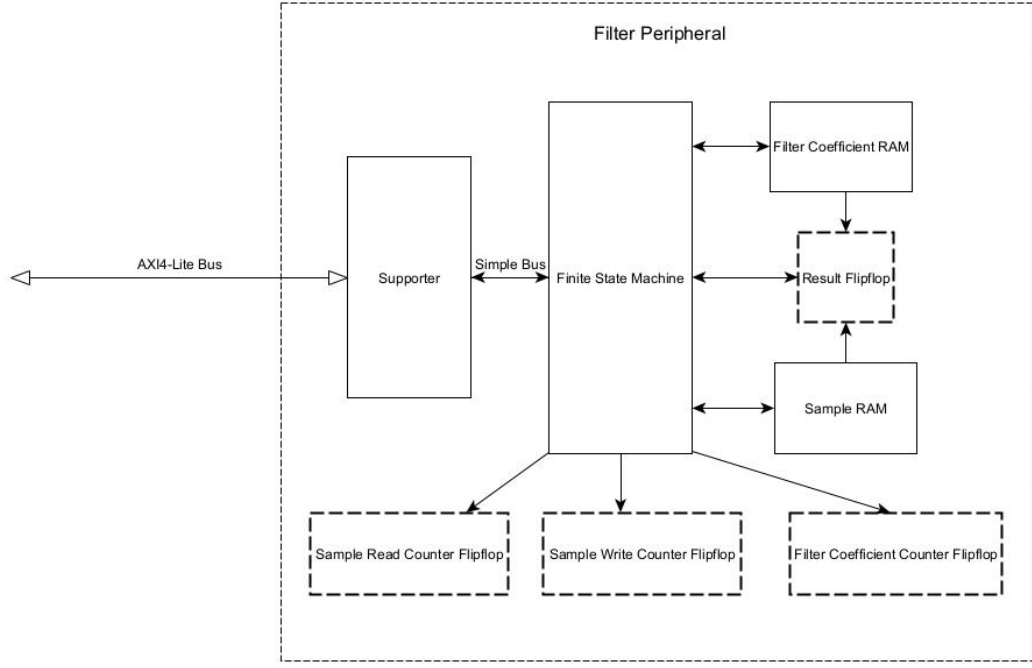 Filter Peripheral
Filter Coefficient RAM
AXI4-Lite Bus
Supporter
Simple Bus
Finite State Machine
Result Flipflop
Sample RAM
Sample Read Counter Flipflop
Sample Write Counter Flipflop
Filter Coefficient Counter Flipflop